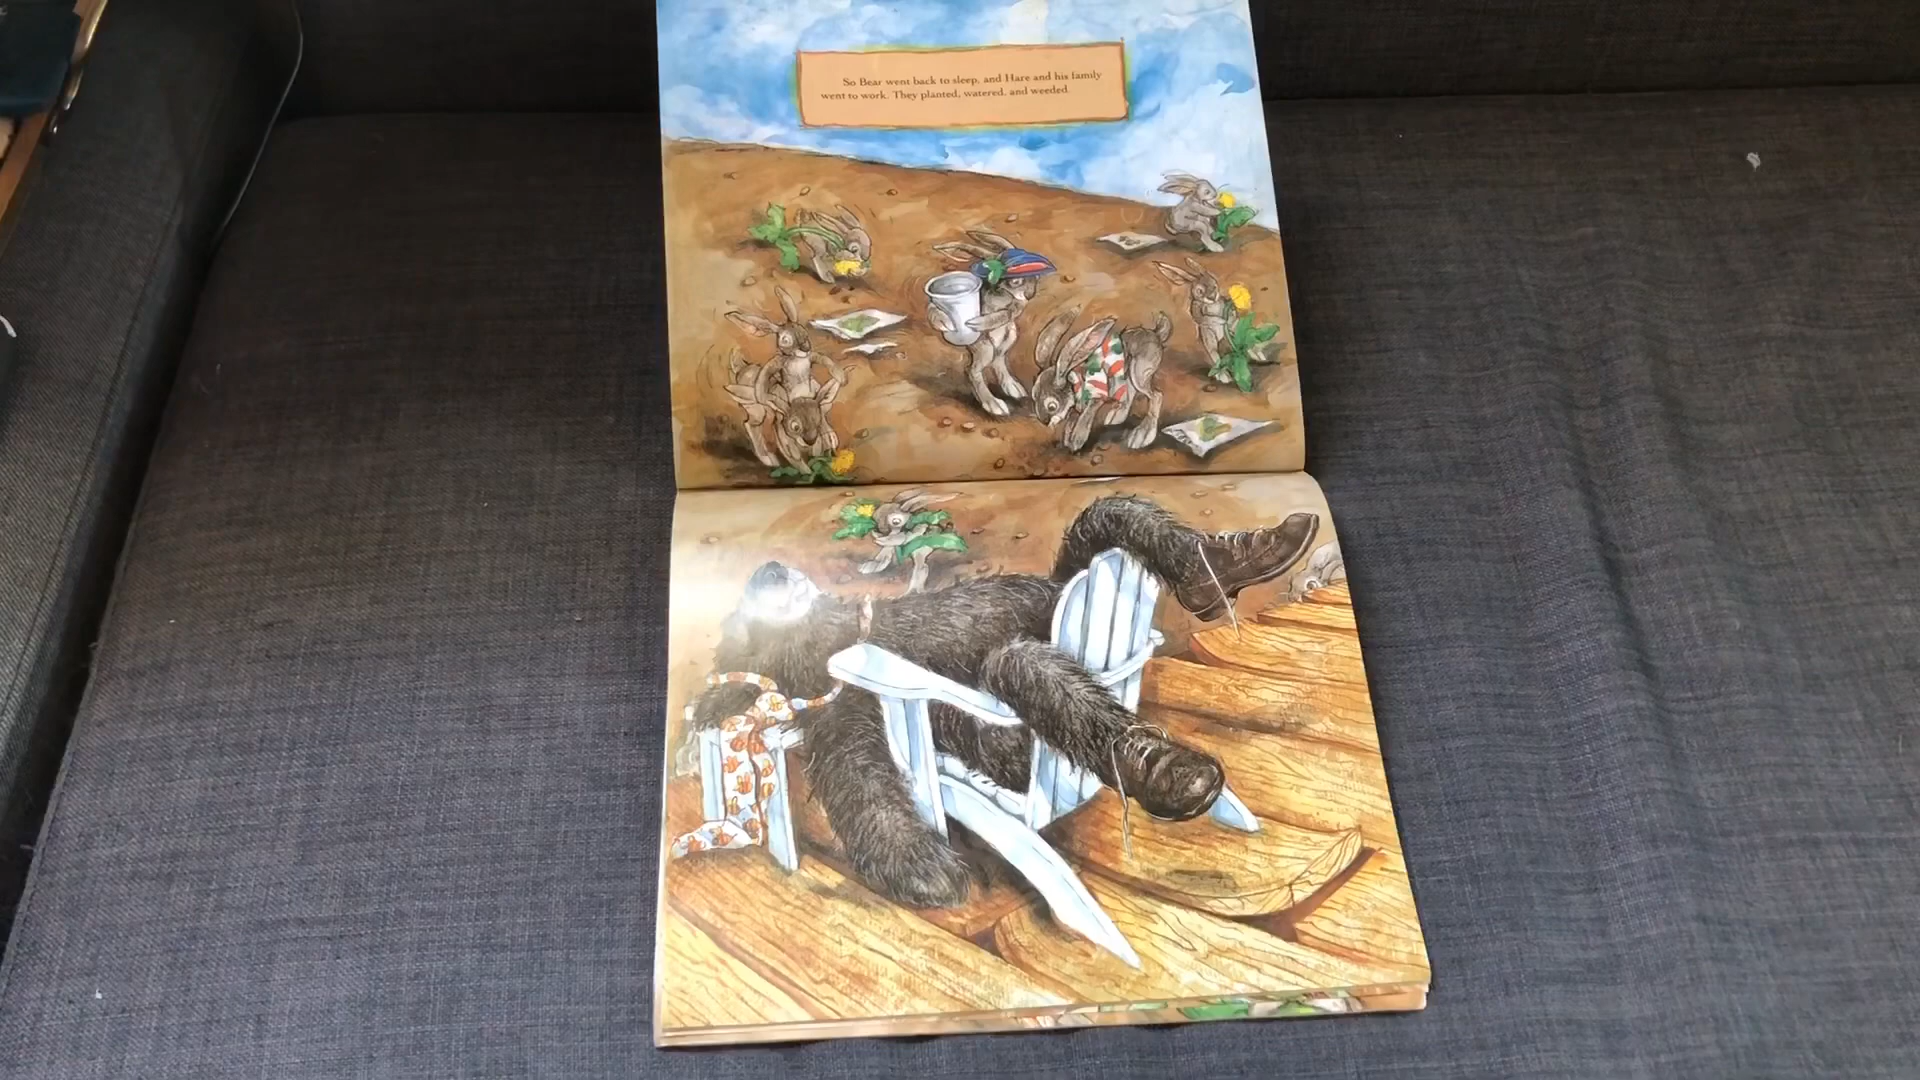 So Bear went back to sleep, and Hare and his family
went to work. They planted, watered, and weeded.